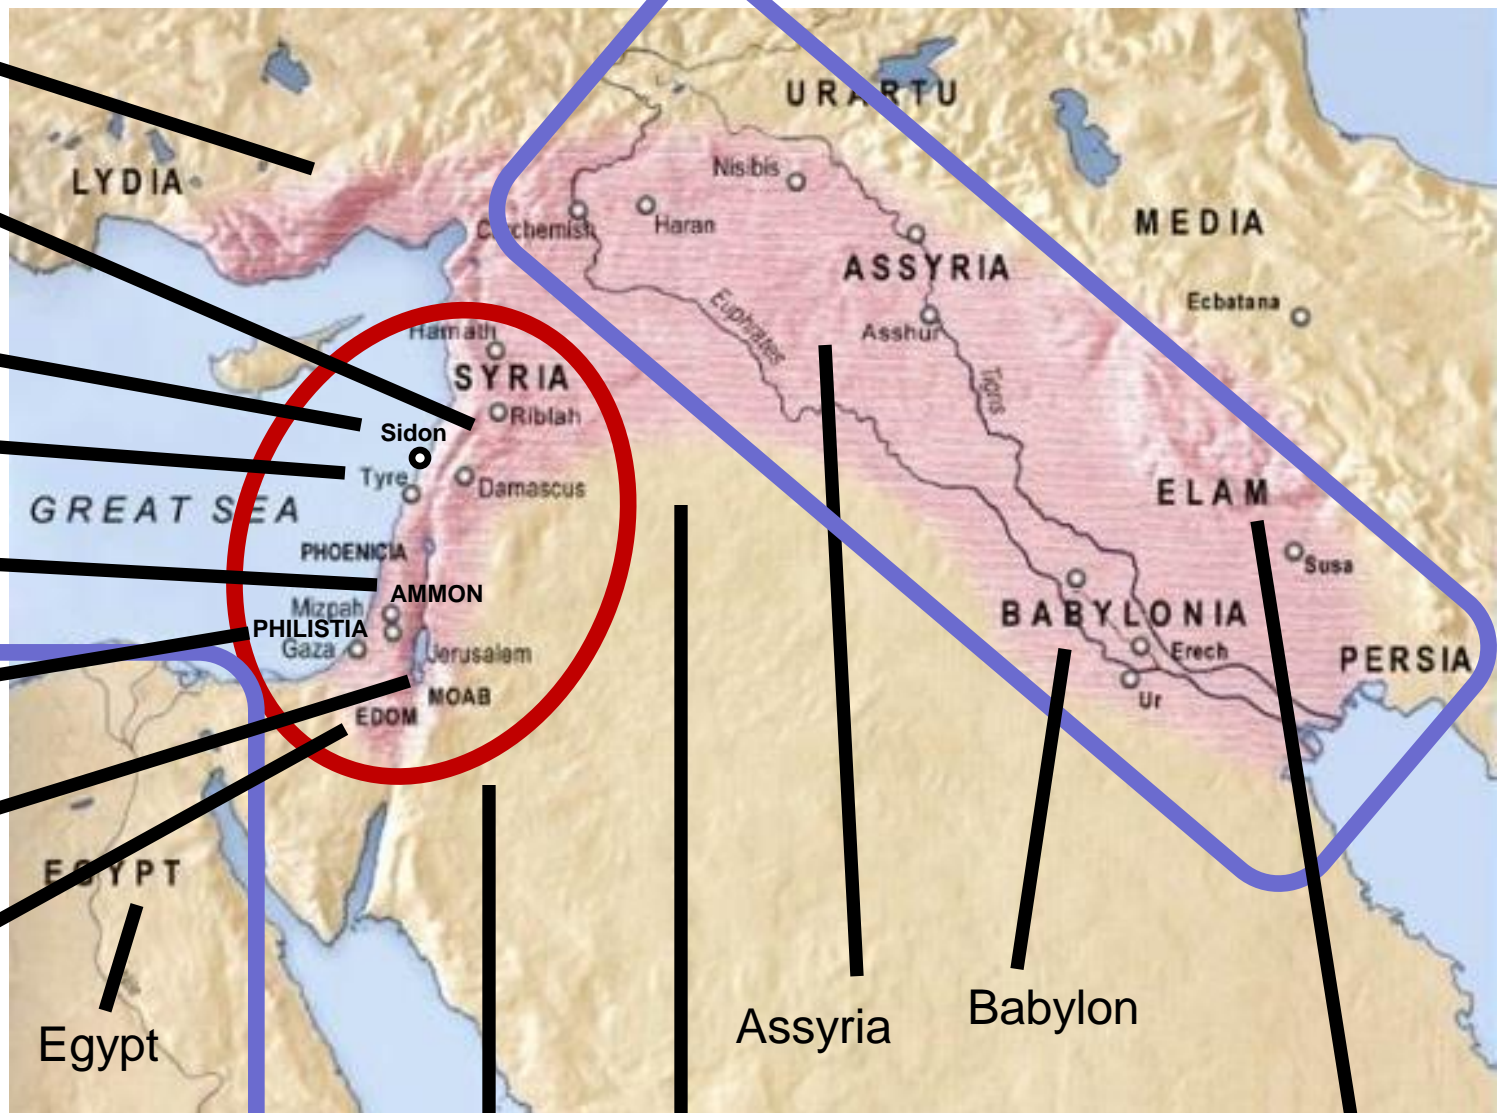 URARTU
Nisibis
LYDIA
Haran
Carchemish
MEDIA
ASSYRIA
Ecbatana
Euphrates
Asshur
Hamath
SYRIA
Tigris
Riblah
Sidon
Tyre
Damascus
ELAM
GREAT SEA
PHOENICIA
Susa
AMMON
Mizpah
BABYLONIA
PHILISTIA
Gaza
Jerusalem
Erech
PERSIA
MOAB
Ur
EDOM
EGYPT
Babylon
Assyria
Egypt